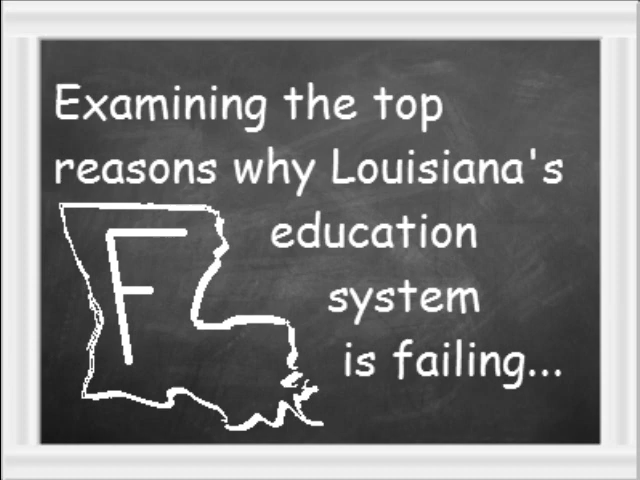 Examining the top
reasons why Louisiana's
education
system
is failing...
F